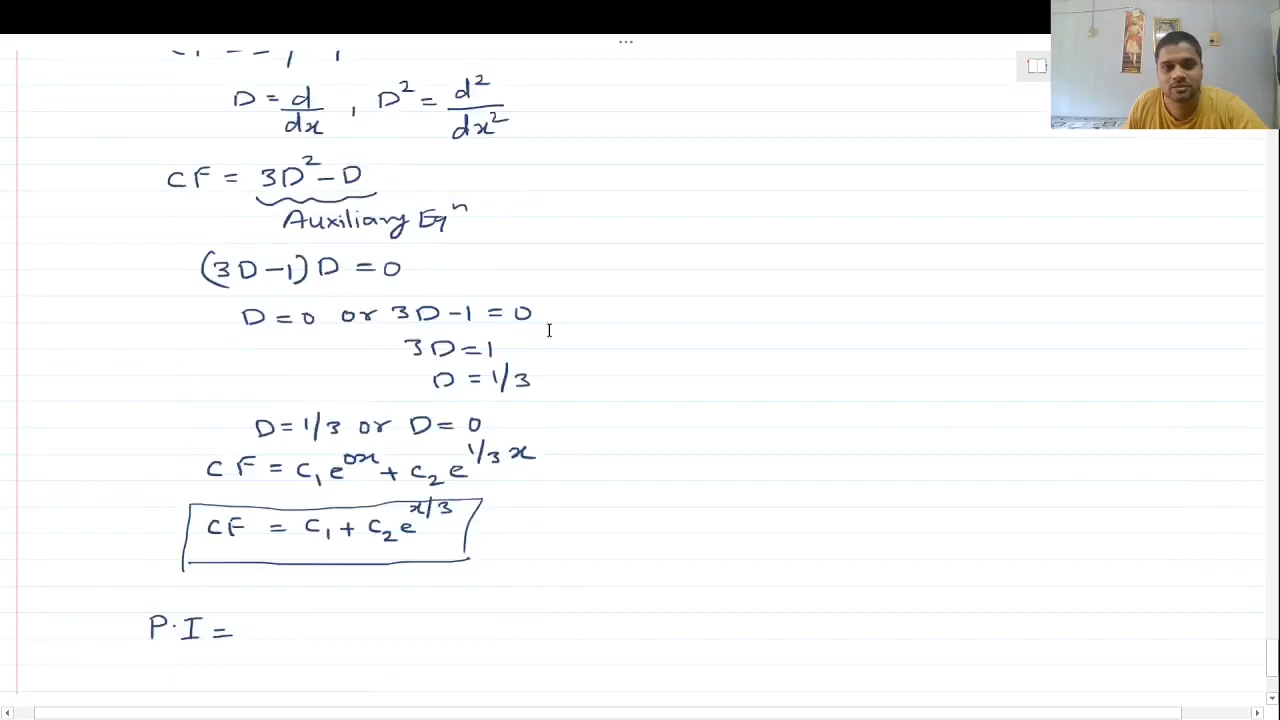 D = d/dx , D² = d²/dx²
CF = 3D² - D
Auxiliary Eqⁿ
(3D-1) D = 0
D = 0 or 3D - 1 = 0
3D = 1
D = 1/3
D = 1/3 or D = 0
CF = C₁e^0x + C₂e^1/3 x
CF = C₁ + C₂e^x/3
P.I =